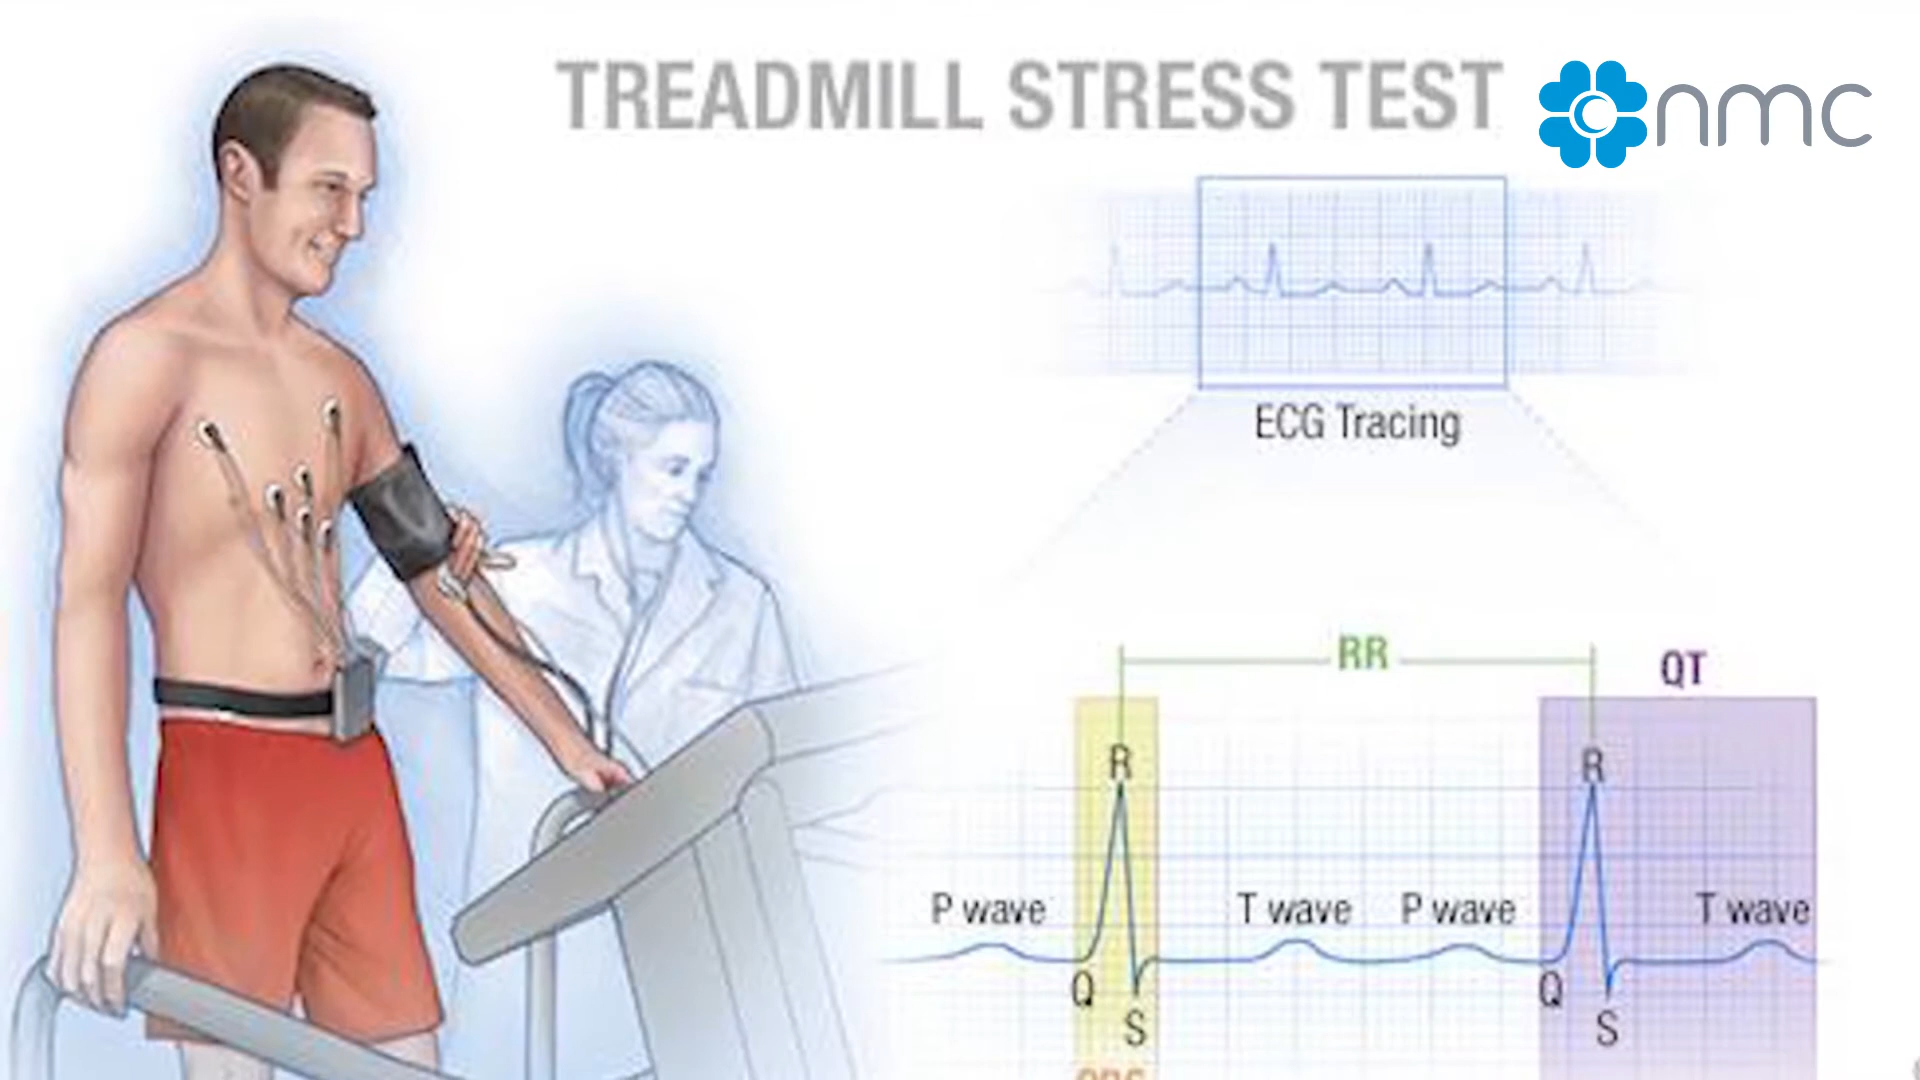 TREADMILL STRESS TEST
nmc
ECG Tracing
RR
QT
R
R
P wave
T wave
P wave
T wave
Q
Q
S
S